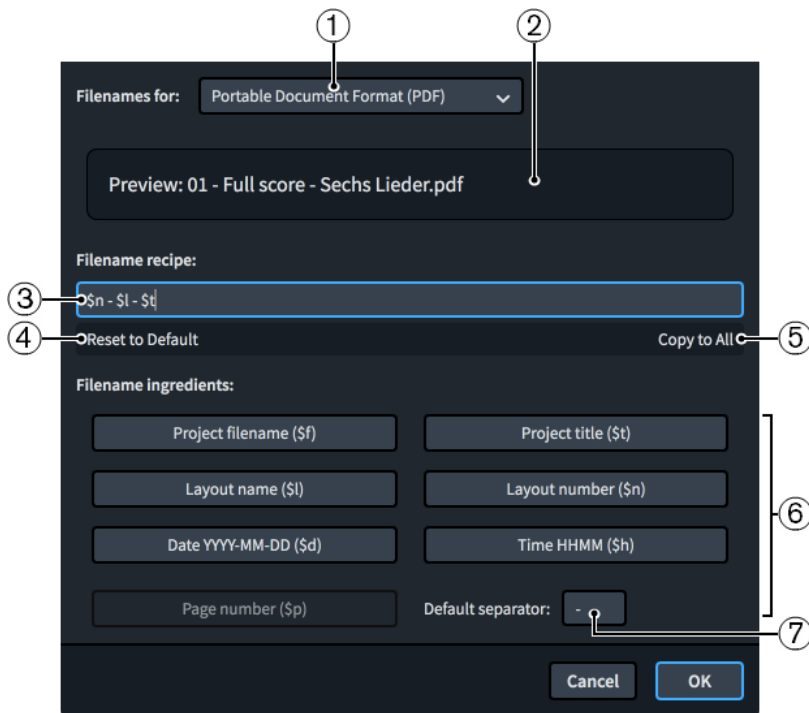 ① ②
Filenames for: Portable Document Format (PDF)
Preview: 01 - Full score - Sechs Lieder.pdf
Filename recipe:
③ $n - $l - $t
④ Reset to Default Copy to All ⑤
Filename ingredients:
Project filename ($f) Project title ($t)
Layout name ($l) Layout number ($n)
⑥
Date YYYY-MM-DD ($d) Time HHMM ($h)
Page number ($p) Default separator: -
⑦
Cancel OK